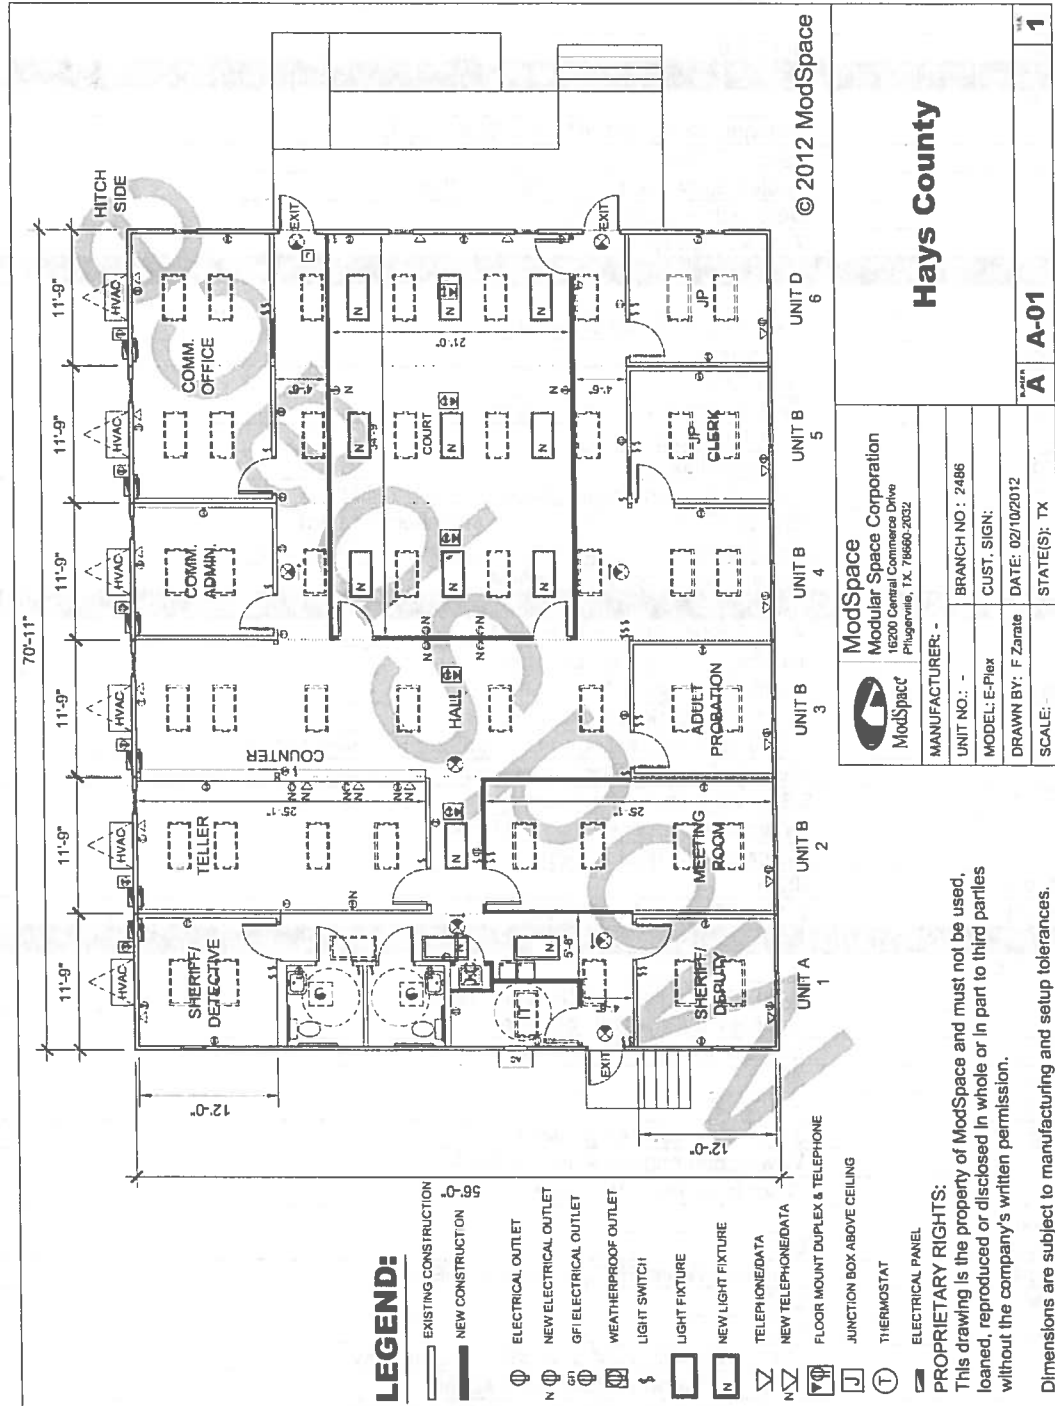 70'-11"
11'-9"
11'-9"
11'-9"
11'-9"
11'-9"
11'-9"
HITCH
SIDE
HVAC
HVAC
HVAC
HVAC
HVAC
HVAC
SHERIFF/
DETECTIVE
TELLER
COUNTER
COMM.
ADMIN.
COMM.
OFFICE
EXIT
25'-1"
HALL
COURT
21'-0"
34'-9"
4'-6"
4'-6"
25'-1"
5'-8"
EXIT
EXIT
SHERIFF/
DEPUTY
MEETING
ROOM
ADULT
PROBATION
JP
CLERK
JP
UNIT A
1
UNIT B
2
UNIT B
3
UNIT B
4
UNIT B
5
UNIT D
6
12'-0"
12'-0"
56'-0"
© 2012 ModSpace
ModSpace
LEGEND:
EXISTING CONSTRUCTION
NEW CONSTRUCTION
ELECTRICAL OUTLET
N NEW ELECTRICAL OUTLET
GFI GFI ELECTRICAL OUTLET
WEATHERPROOF OUTLET
LIGHT SWITCH
LIGHT FIXTURE
N NEW LIGHT FIXTURE
TELEPHONE/DATA
N NEW TELEPHONE/DATA
FLOOR MOUNT DUPLEX & TELEPHONE
J JUNCTION BOX ABOVE CEILING
T THERMOSTAT
ELECTRICAL PANEL
PROPRIETARY RIGHTS:
This drawing is the property of ModSpace and must not be used,
loaned, reproduced or disclosed in whole or in part to third parties
without the company's written permission.
Dimensions are subject to manufacturing and setup tolerances.
ModSpace
ModSpace
Modular Space Corporation
16200 Central Commerce Drive
Pflugerville, TX. 78660-2032
MANUFACTURER: -
UNIT NO.: -
BRANCH NO: 2486
MODEL: E-Plex
CUST. SIGN:
DRAWN BY: F Zarate
DATE: 02/10/2012
SCALE: -
STATE(S): TX
Hays County
A
A-01
1